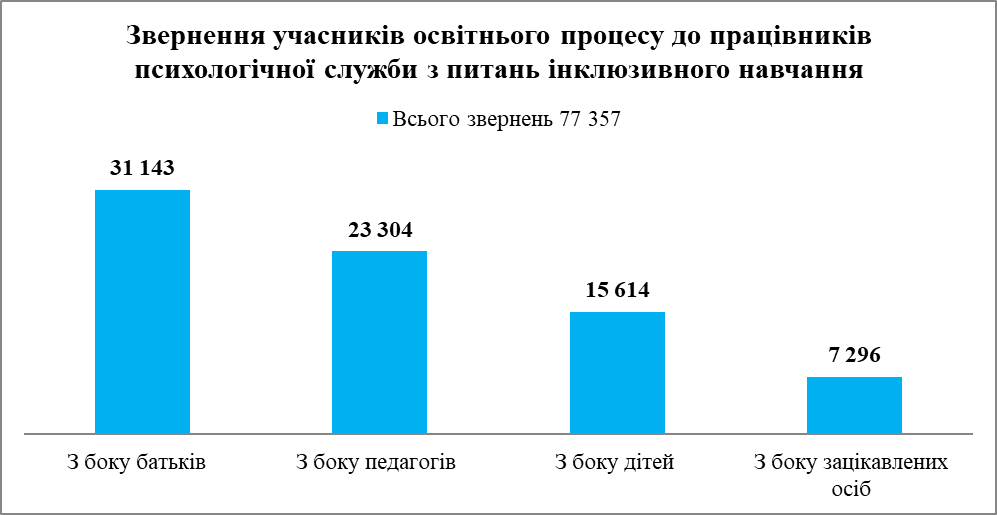 Звернення учасників освітнього процесу до працівників
психологічної служби з питань інклюзивного навчання
Всього звернень 77 357
31 143
23 304
15 614
7 296
З боку батьків
З боку педагогів
З боку дітей
З боку зацікавлених
осіб